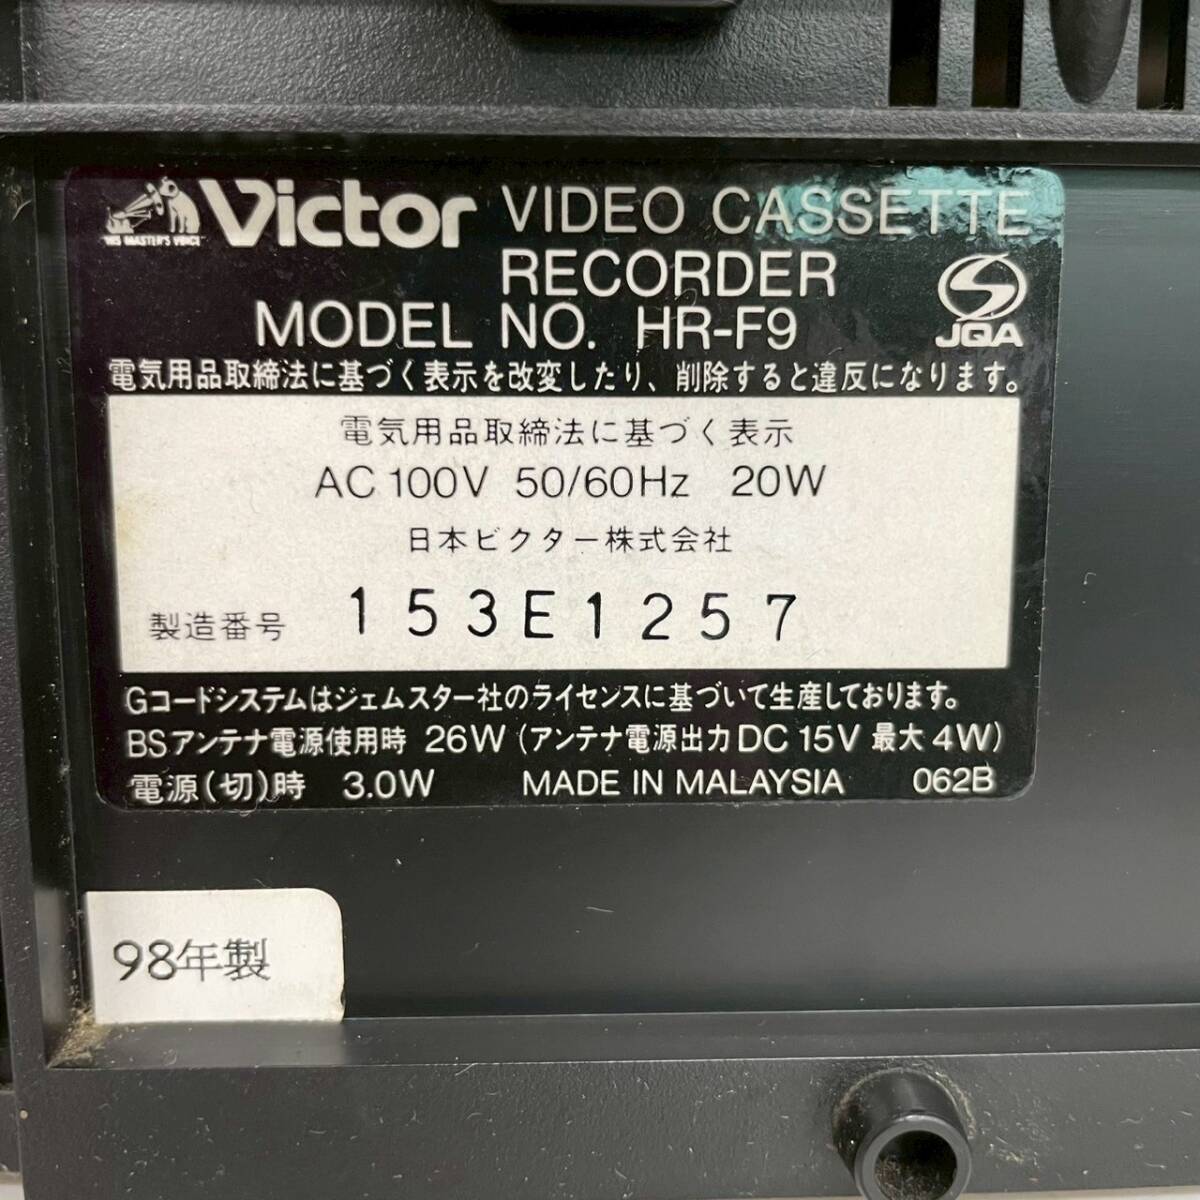 HIS MASTER'S VOICE
Victor VIDEO CASSETTE
RECORDER
MODEL NO. HR-F9
JQA
電気用品取締法に基づく表示を改変したり、削除すると違反になります。
電気用品取締法に基づく表示
AC 100V 50/60Hz 20W
日本ビクター株式会社
製造番号 153E1257
Gコードシステムはジェムスター社のライセンスに基づいて生産しております。
BSアンテナ電源使用時 26W (アンテナ電源出力 DC 15V 最大 4W)
電源(切)時 3.0W MADE IN MALAYSIA 062B
98年製